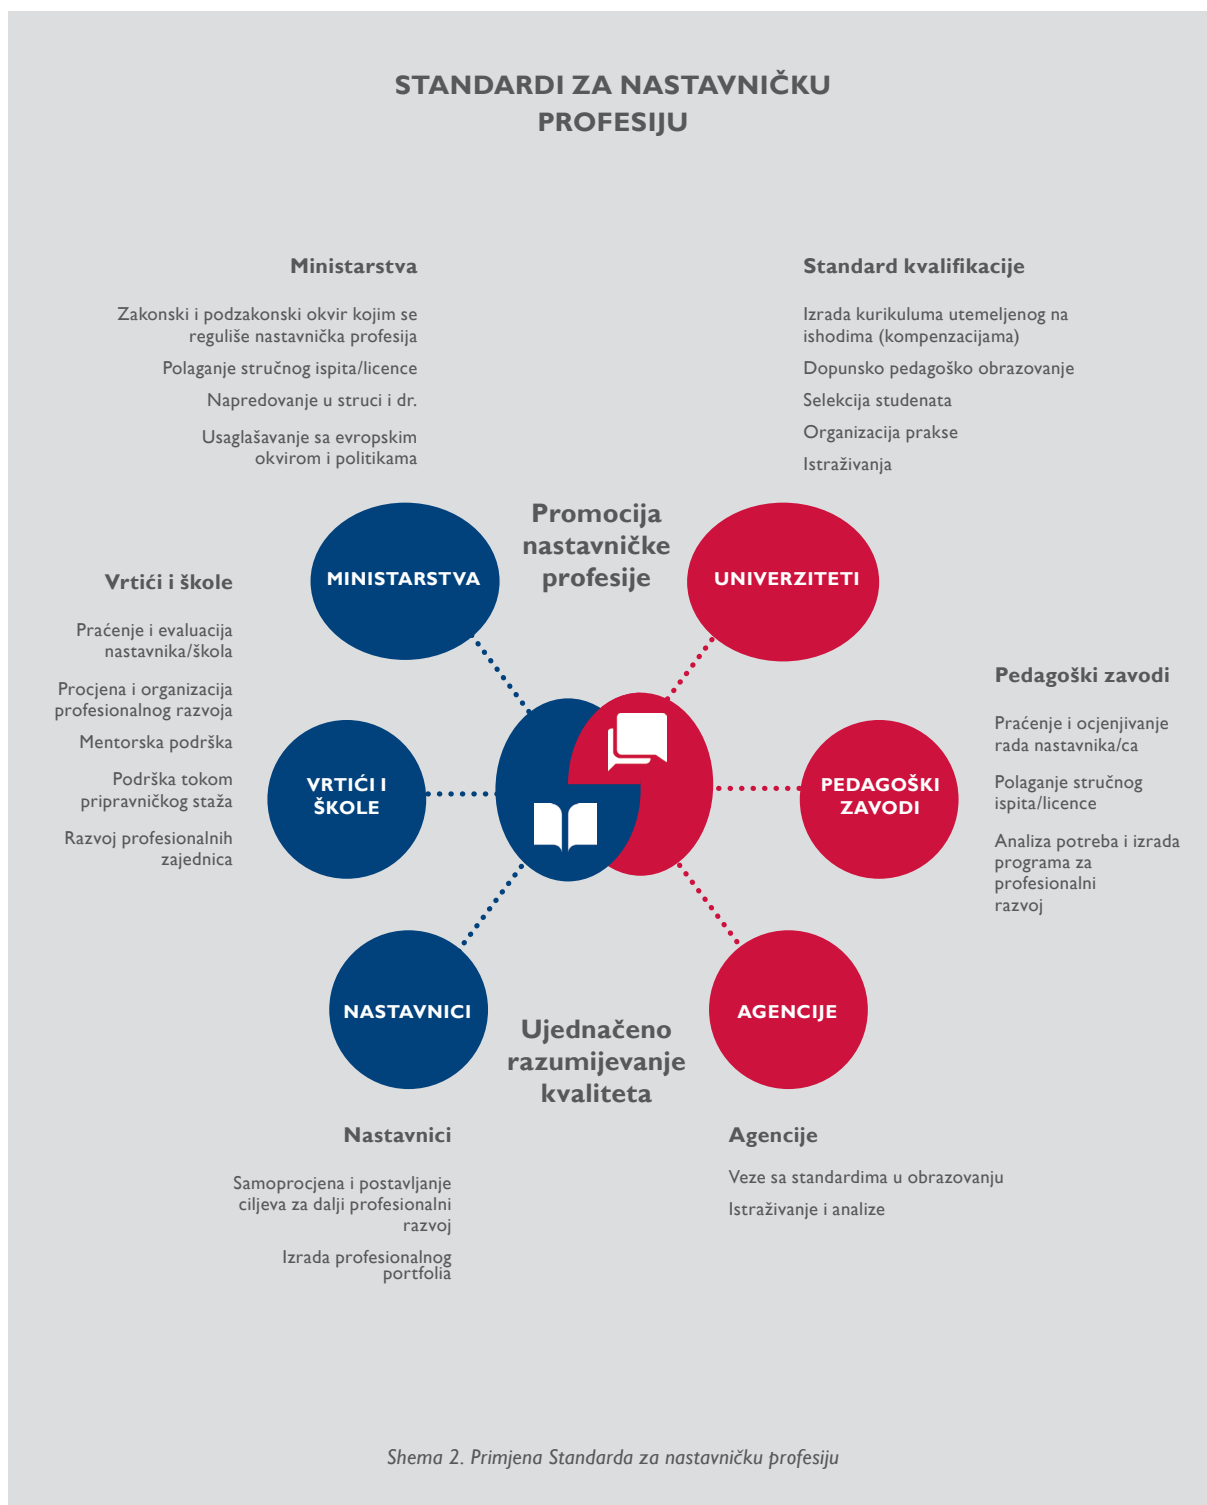 STANDARDI ZA NASTAVNIČKU
PROFESIJU
Ministarstva
Zakonski i podzakonski okvir kojim se
reguliše nastavnička profesija
Polaganje stručnog ispita/licence
Napredovanje u struci i dr.
Usaglašavanje sa evropskim
okvirom i politikama
Standard kvalifikacije
Izrada kurikuluma utemeljenog na
ishodima (kompenzacijama)
Dopunsko pedagoško obrazovanje
Selekcija studenata
Organizacija prakse
Istraživanja
Promocija
nastavničke
profesije
MINISTARSTVA
UNIVERZITETI
Vrtići i škole
Praćenje i evaluacija
nastavnika/škola
Procjena i organizacija
profesionalnog razvoja
Mentorska podrška
Podrška tokom
pripravničkog staža
Razvoj profesionalnih
zajednica
VRTIĆI I
ŠKOLE
PEDAGOŠKI
ZAVODI
Pedagoški zavodi
Praćenje i ocjenjivanje
rada nastavnika/ca
Polaganje stručnog
ispita/licence
Analiza potreba i izrada
programa za
profesionalni
razvoj
NASTAVNICI
AGENCIJE
Ujednačeno
razumijevanje
kvaliteta
Nastavnici
Samoprocjena i postavljanje
ciljeva za dalji profesionalni
razvoj
Izrada profesionalnog
portfolia
Agencije
Veze sa standardima u obrazovanju
Istraživanje i analize
Shema 2. Primjena Standarda za nastavničku profesiju